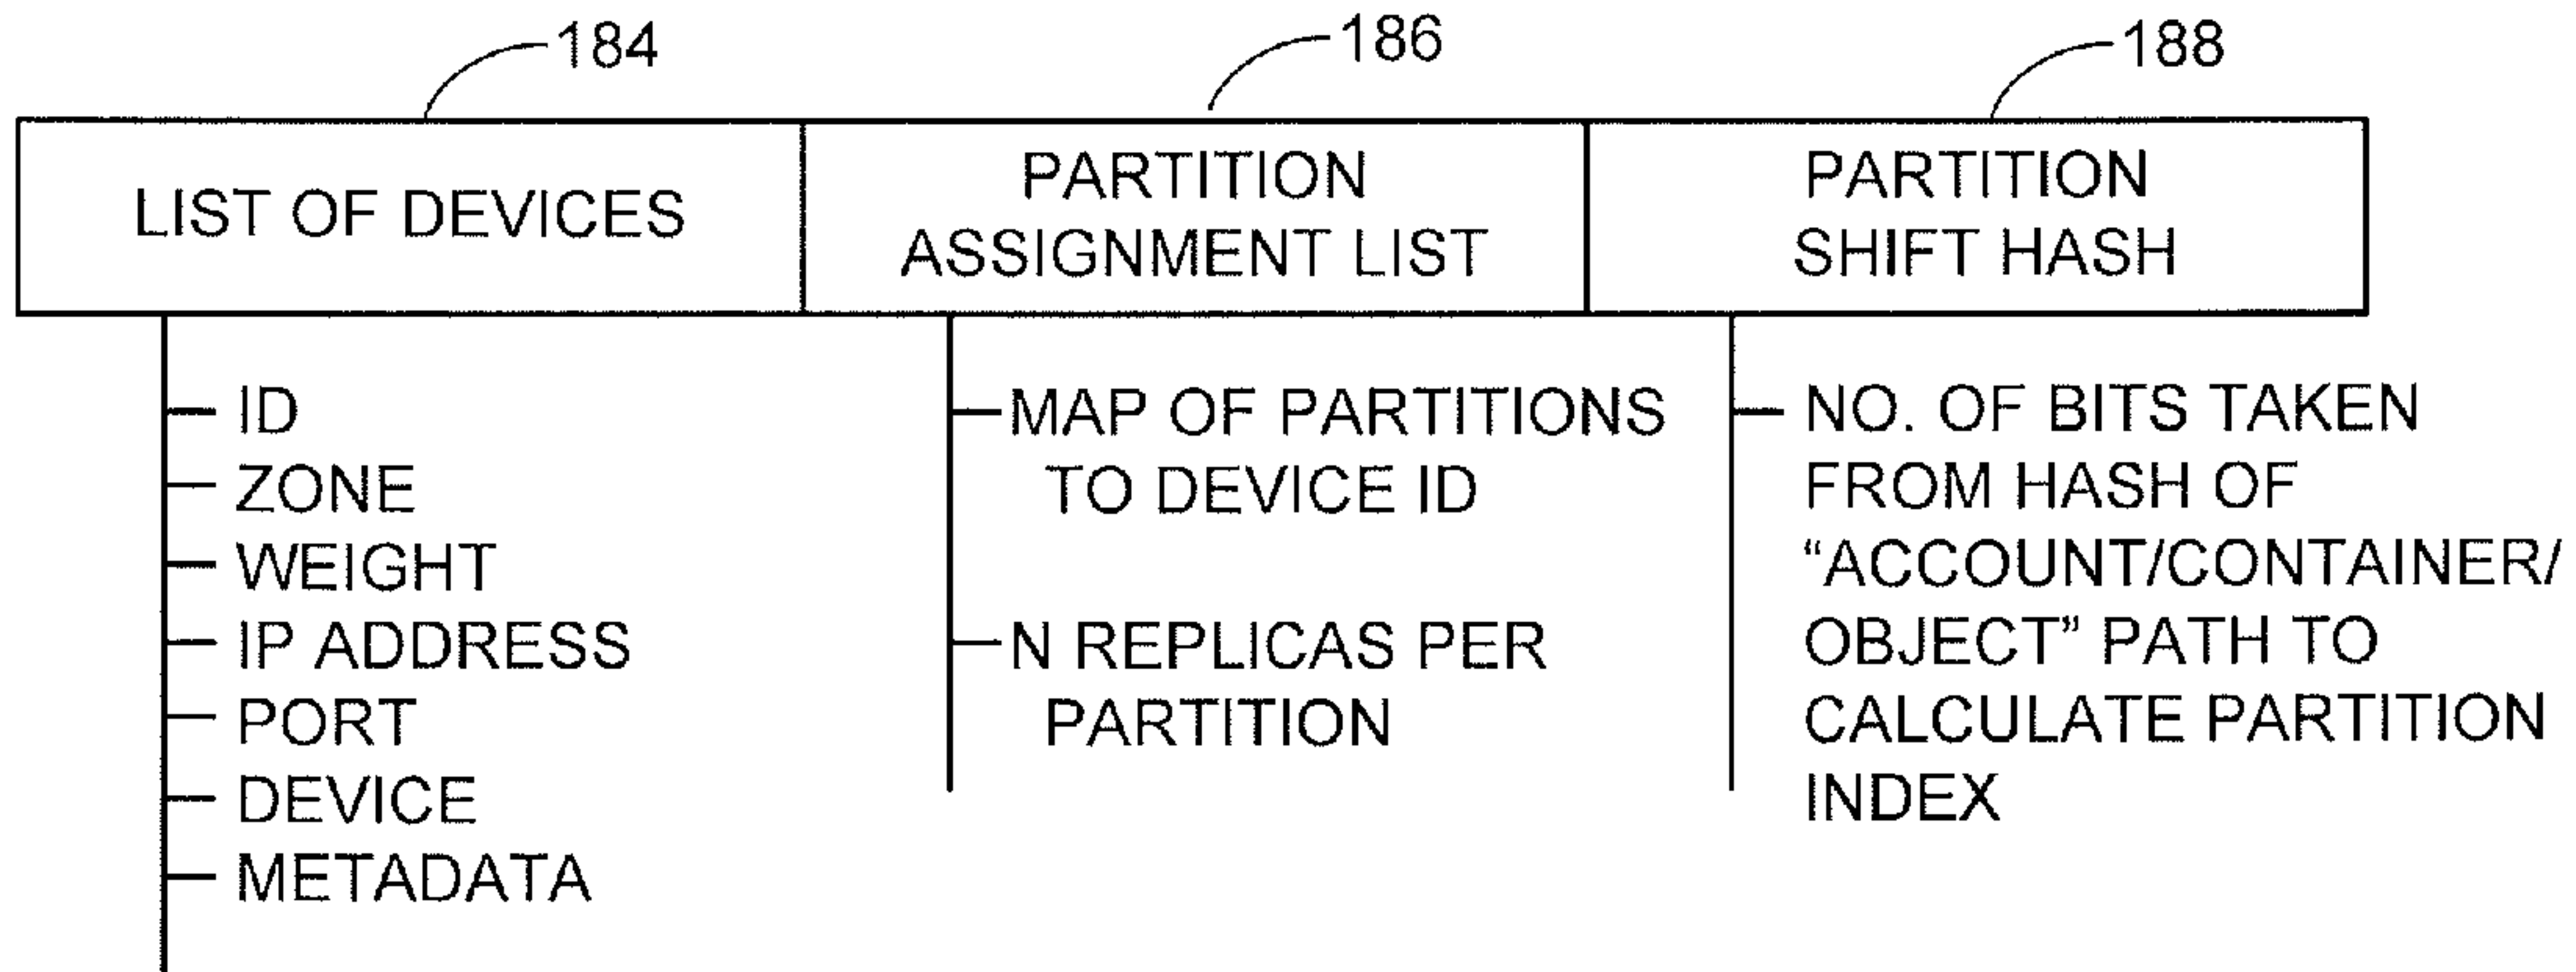 184
186
188
LIST OF DEVICES
PARTITION
ASSIGNMENT LIST
PARTITION
SHIFT HASH
ID
ZONE
WEIGHT
IP ADDRESS
PORT
DEVICE
METADATA
MAP OF PARTITIONS
TO DEVICE ID
N REPLICAS PER
PARTITION
NO. OF BITS TAKEN
FROM HASH OF
“ACCOUNT/CONTAINER/
OBJECT” PATH TO
CALCULATE PARTITION
INDEX